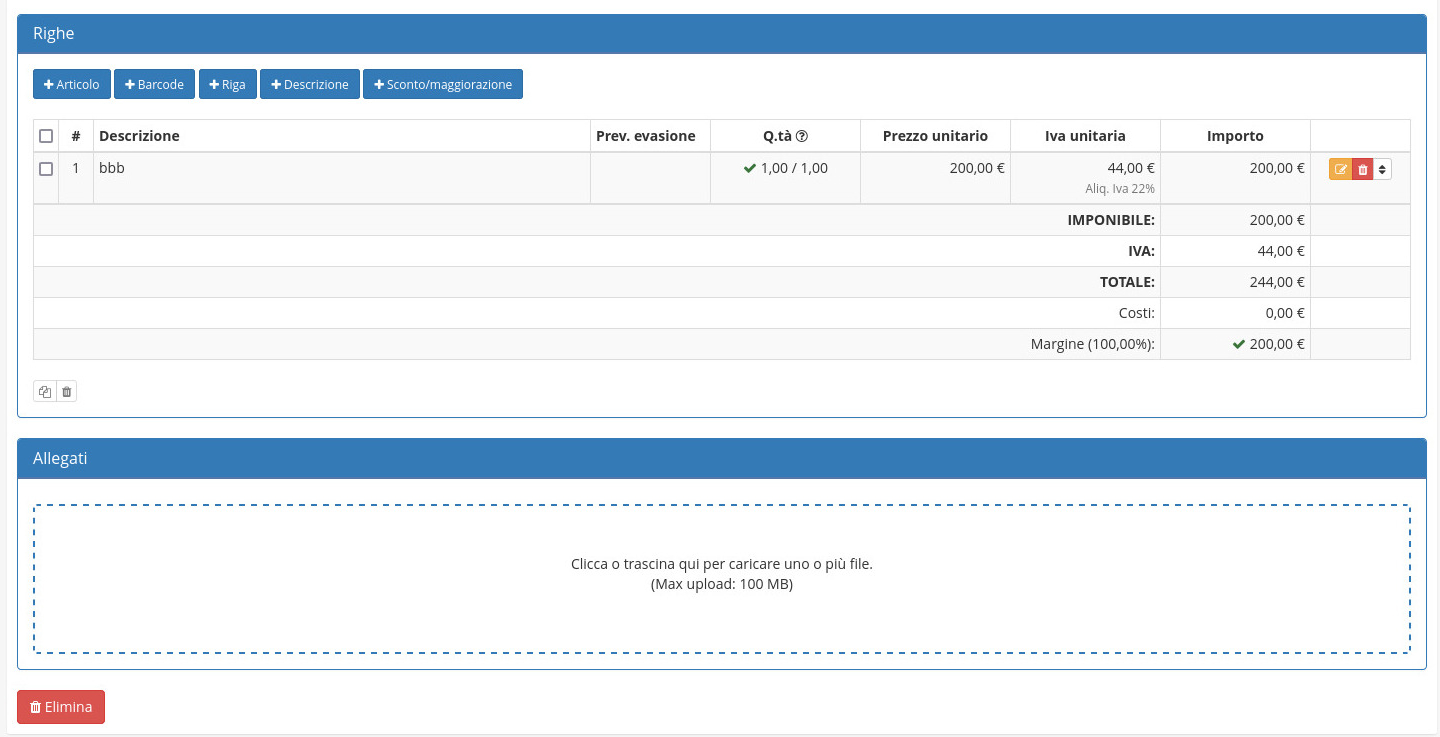 Righe
Articolo Barcode Riga Descrizione Sconto/maggiorazione
# Descrizione Prev. evasione Q.tà Prezzo unitario Iva unitaria Importo
1 bbb 1,00 / 1,00 200,00 € 44,00 € 200,00 €
Aliq. Iva 22%
IMPONIBILE: 200,00 €
IVA: 44,00 €
TOTALE: 244,00 €
Costi: 0,00 €
Margine (100,00%): 200,00 €
Allegati
Clicca o trascina qui per caricare uno o più file.
(Max upload: 100 MB)
Elimina